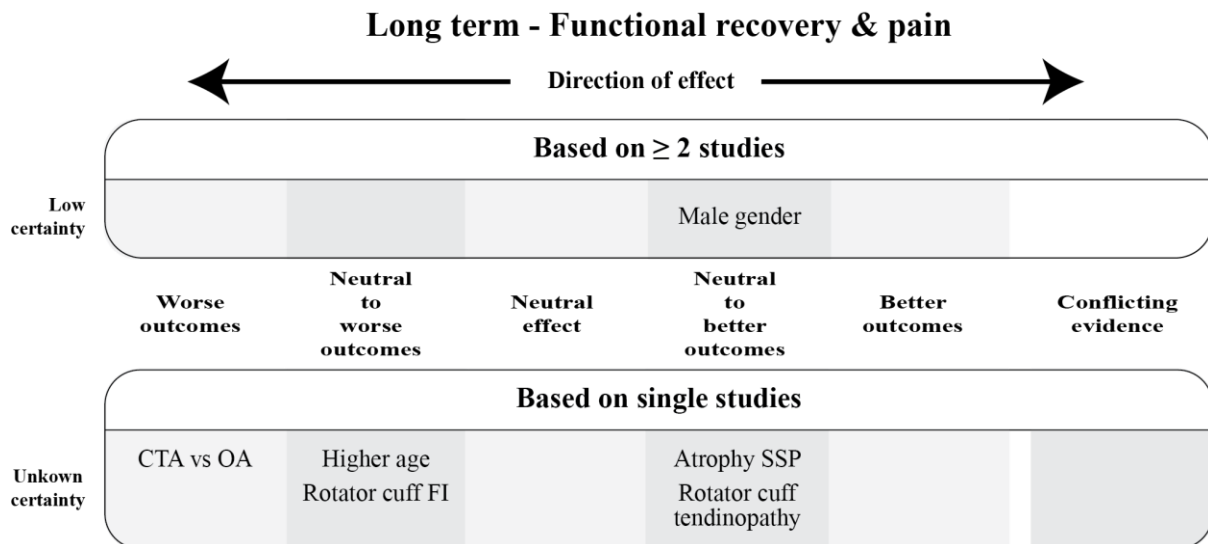 Long term - Functional recovery & pain
Direction of effect
Based on ≥ 2 studies
Low
certainty
Male gender
Worse
outcomes
Neutral
to
worse
outcomes
Neutral
effect
Neutral
to
better
outcomes
Better
outcomes
Conflicting
evidence
Based on single studies
Unkown
certainty
CTA vs OA
Higher age
Rotator cuff FI
Atrophy SSP
Rotator cuff
tendinopathy